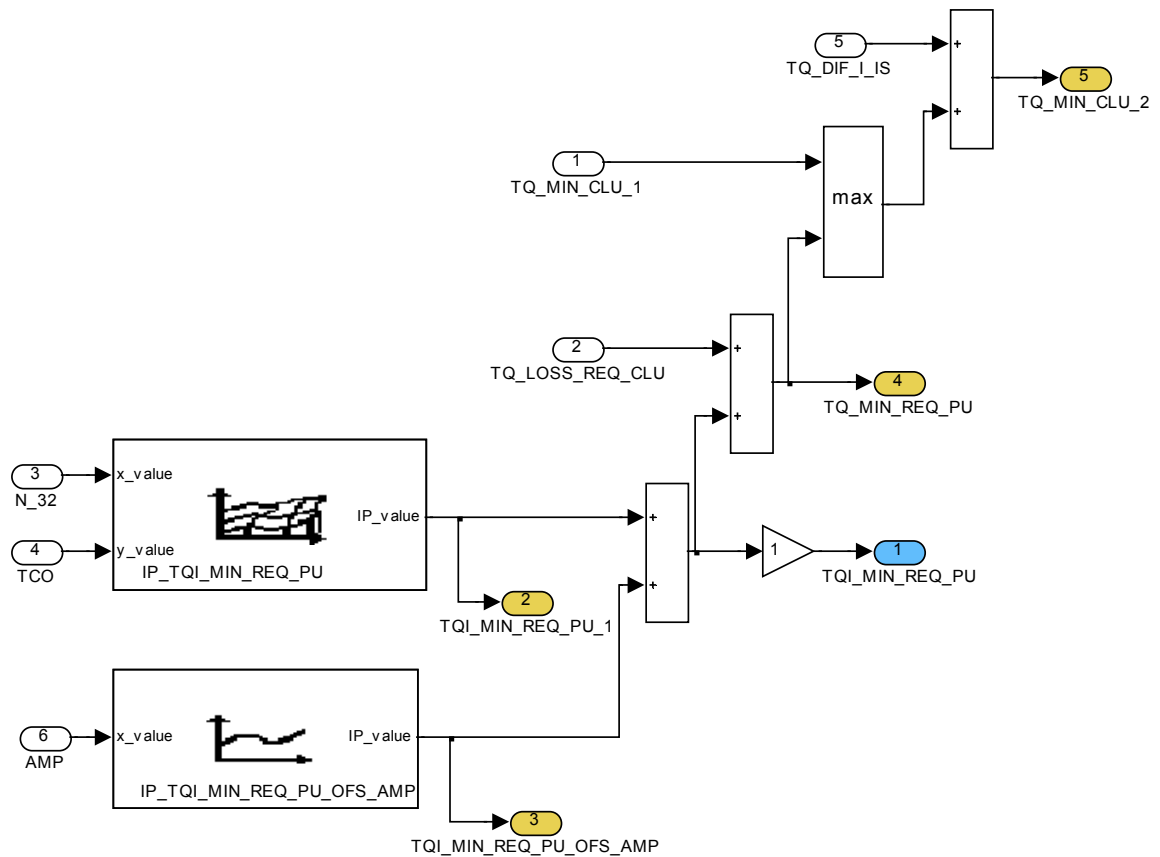 5
TQ_DIF_I_IS
+
+
5
TQ_MIN_CLU_2
1
TQ_MIN_CLU_1
max
2
TQ_LOSS_REQ_CLU
+
+
4
TQ_MIN_REQ_PU
3
N_32
4
TCO
x_value
y_value
IP_value
IP_TQI_MIN_REQ_PU
2
TQI_MIN_REQ_PU_1
+
+
1
1
TQI_MIN_REQ_PU
6
AMP
x_value
IP_value
IP_TQI_MIN_REQ_PU_OFS_AMP
3
TQI_MIN_REQ_PU_OFS_AMP